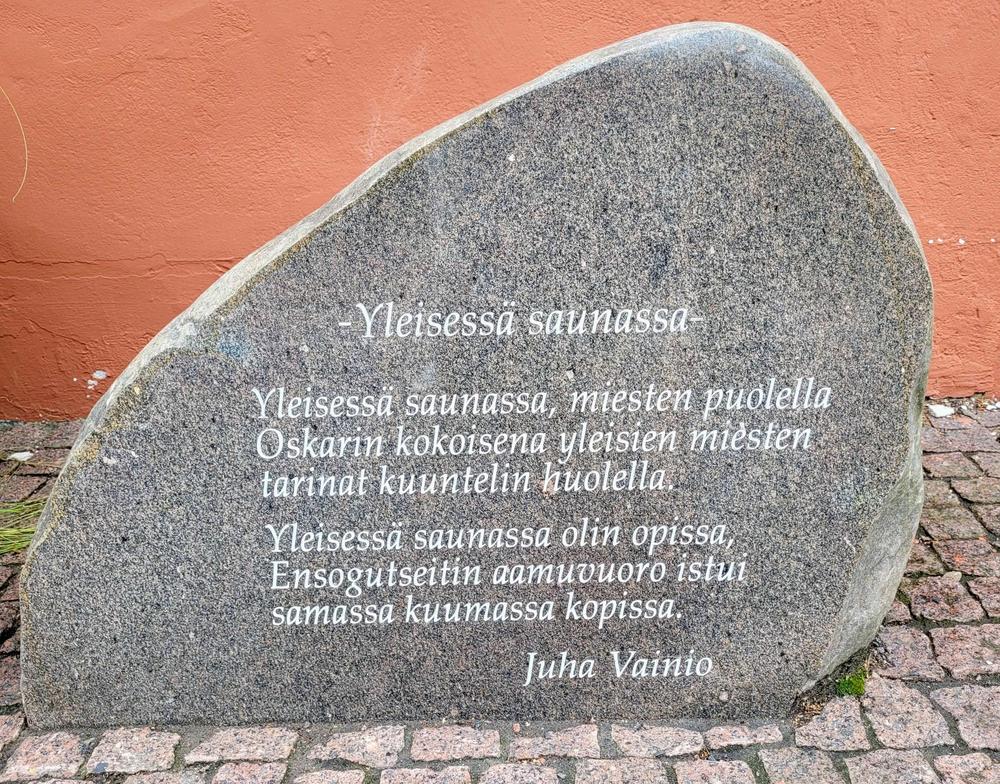 -Yleisessä saunassa-
Yleisessä saunassa, miesten puolella
Oskarin kokoisena yleisien miesten
tarinat kuuntelin huolella.
Yleisessä saunassa olin opissa,
Ensogutseitin aamuvuoro istui
samassa kuumassa kopissa.
Juha Vainio